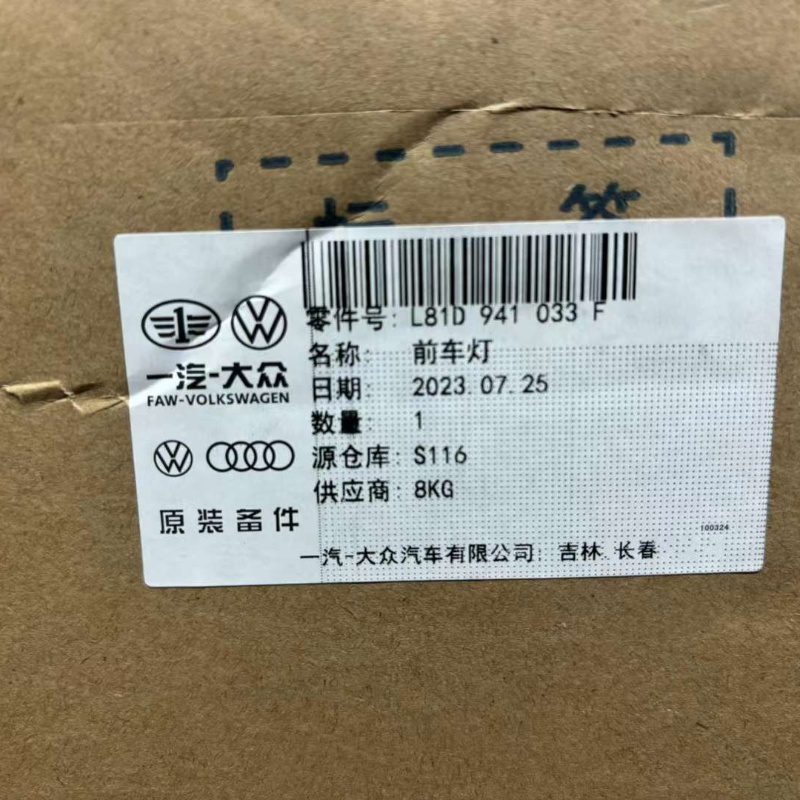 标 签
零件号: L81D 941 033 F
名称: 前车灯
日期: 2023.07.25
数量: 1
源仓库: S116
供应商: 8KG
一汽-大众
FAW-VOLKSWAGEN
原装备件
100324
一汽-大众汽车有限公司: 吉林 长春